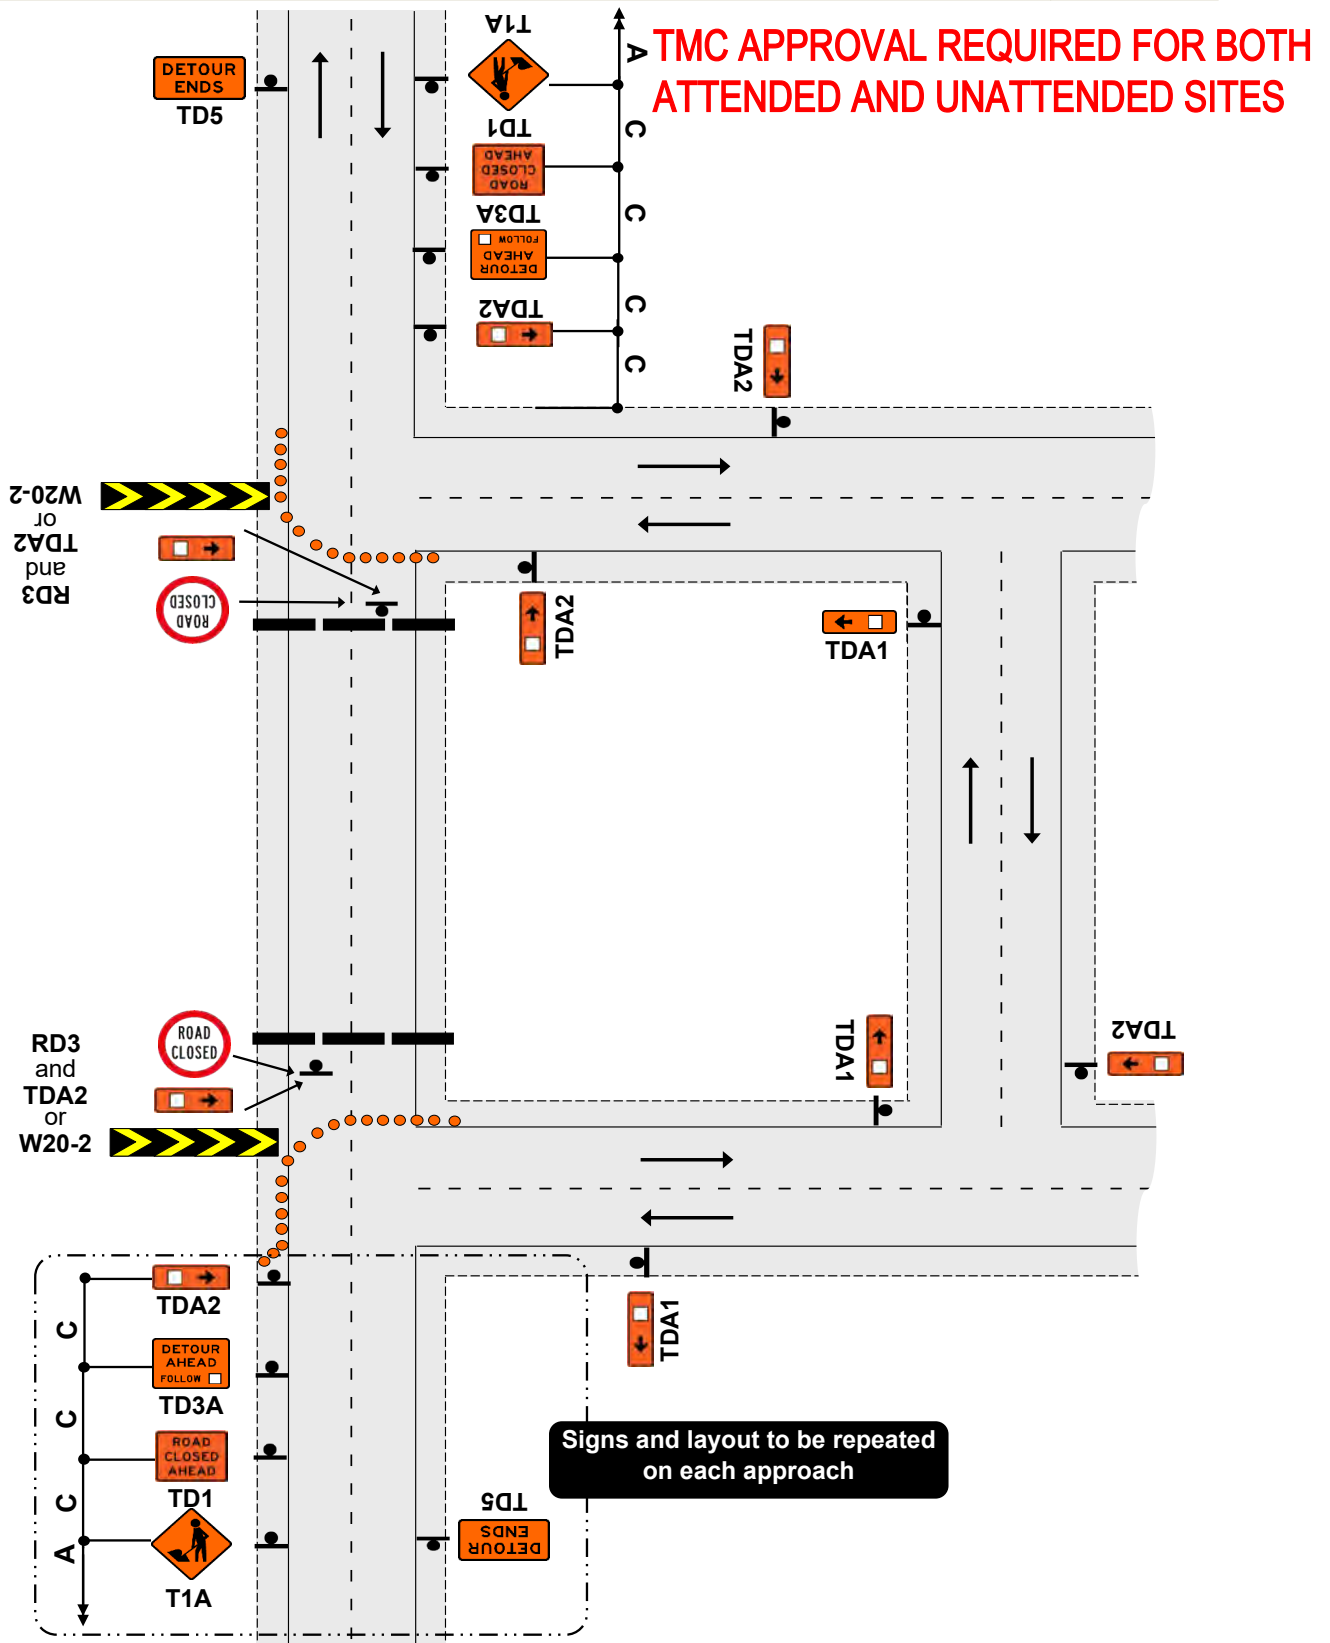 TMC APPROVAL REQUIRED FOR BOTH
ATTENDED AND UNATTENDED SITES
DETOUR
ENDS
TD5
T1A
A
TD1
C
ROAD
CLOSED
AHEAD
TD3A
C
DETOUR
AHEAD
FOLLOW
TDA2
C
C
TDA2
RD3
and
TDA2
or
W20-2
ROAD
CLOSED
TDA2
TDA1
RD3
and
TDA2
or
W20-2
ROAD
CLOSED
TDA1
TDA2
TDA2
C
DETOUR
AHEAD
FOLLOW
TD3A
C
ROAD
CLOSED
AHEAD
TD1
C
A
T1A
TDA1
Signs and layout to be repeated
on each approach
TD5
DETOUR
ENDS